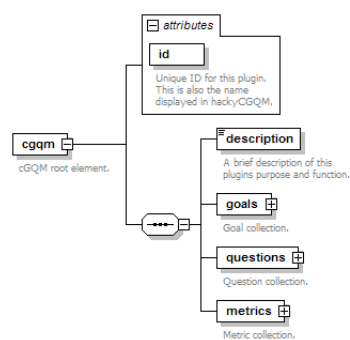 attributes
id
Unique ID for this plugin.
This is also the name
displayed in hackyCGQM.
cgqm
cGQM root element.
description
A brief description of this
plugins purpose and function.
goals
Goal collection.
questions
Question collection.
metrics
Metric collection.